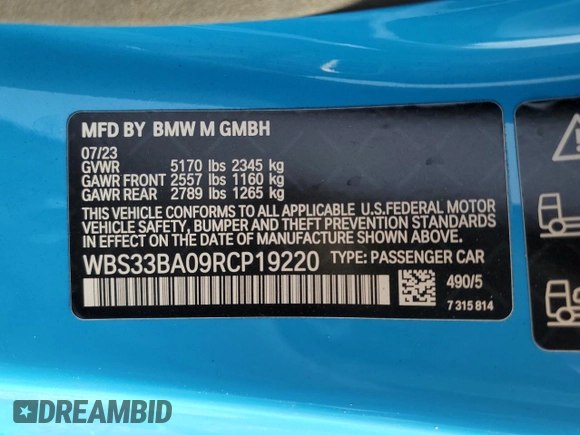 MFD BY BMW M GMBH
07/23
GVWR 5170 lbs 2345 kg
GAWR FRONT 2557 lbs 1160 kg
GAWR REAR 2789 lbs 1265 kg
THIS VEHICLE CONFORMS TO ALL APPLICABLE U.S.FEDERAL MOTOR
VEHICLE SAFETY, BUMPER AND THEFT PREVENTION STANDARDS
IN EFFECT ON THE DATE OF MANUFACTURE SHOWN ABOVE.
WBS33BA09RCP19220 TYPE: PASSENGER CAR
490/5
7 315 814
DREAMBID